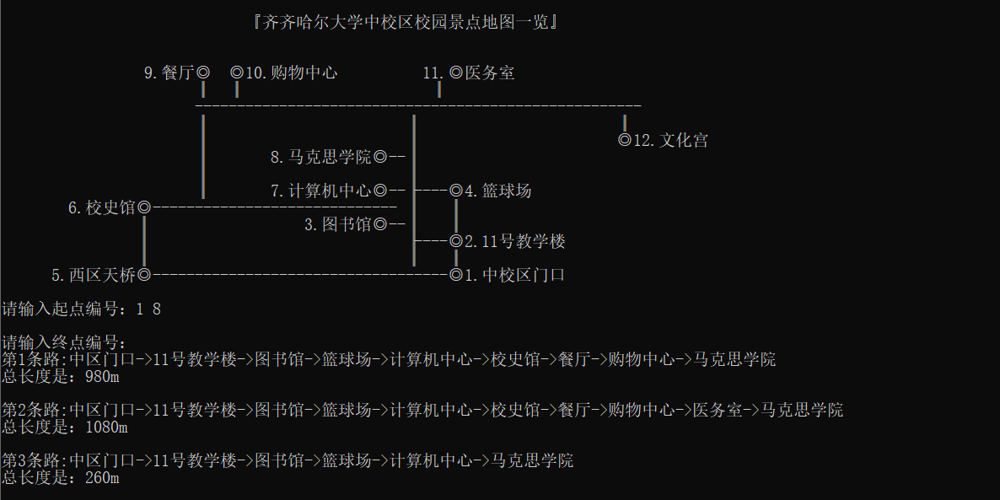 『齐齐哈尔大学中校区校园景点地图一览』
9.餐厅◎ ◎10.购物中心 11.◎医务室
◎12.文化宫
8.马克思学院◎--
7.计算机中心◎-- ----◎4.篮球场
6.校史馆◎-----------------------------
3.图书馆◎--
----◎2.11号教学楼
5.西区天桥◎-----------------------------------◎1.中校区门口
请输入起点编号: 1 8
请输入终点编号:
第1条路:中区门口->11号教学楼->图书馆->篮球场->计算机中心->校史馆->餐厅->购物中心->马克思学院
总长度是: 980m
第2条路:中区门口->11号教学楼->图书馆->篮球场->计算机中心->校史馆->餐厅->购物中心->医务室->马克思学院
总长度是: 1080m
第3条路:中区门口->11号教学楼->图书馆->篮球场->计算机中心->马克思学院
总长度是: 260m